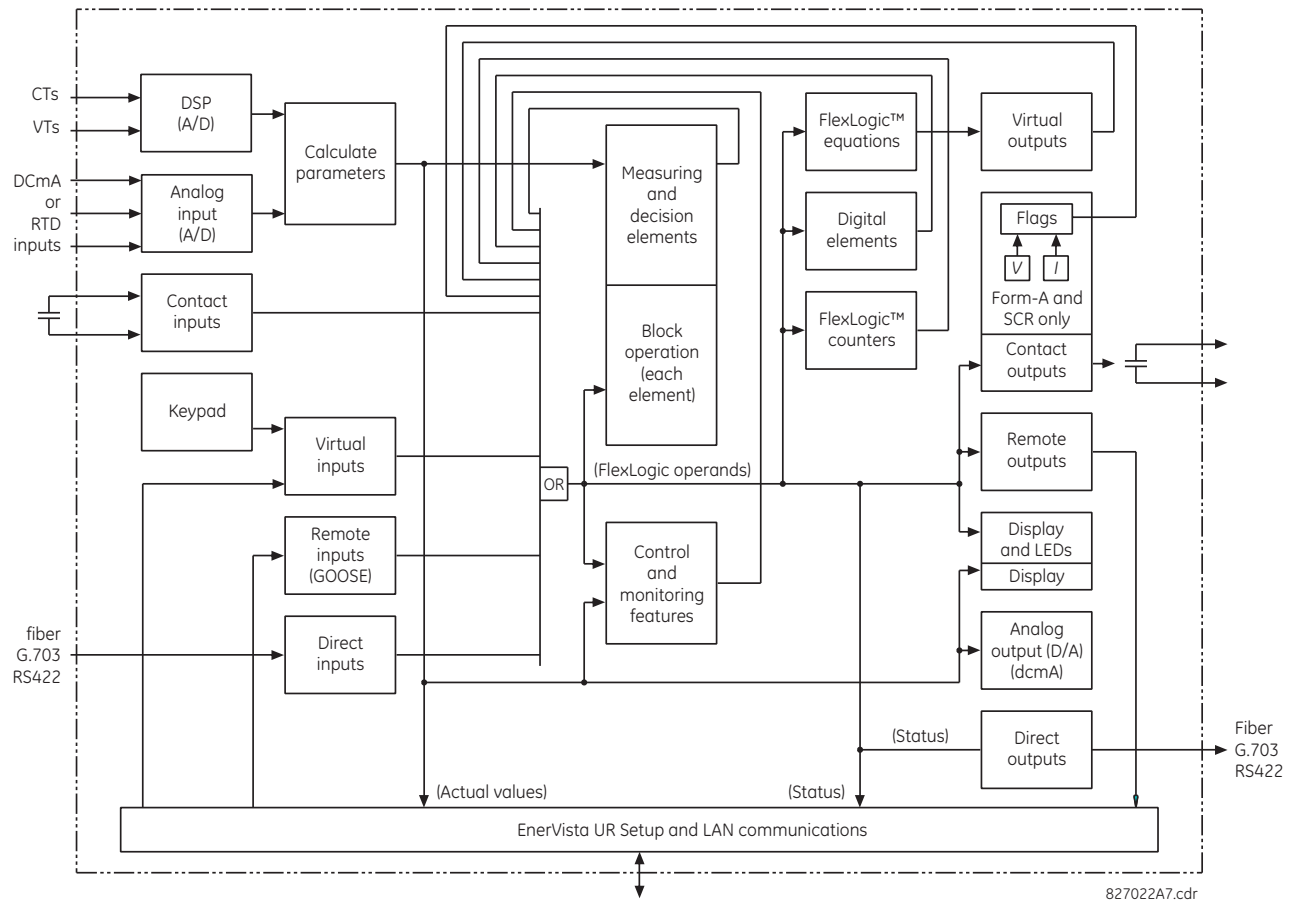 CTs
VTs
DSP
(A/D)
DCmA
or
RTD
inputs
Analog
input
(A/D)
Calculate
parameters
Contact
inputs
Keypad
Virtual
inputs
Remote
inputs
(GOOSE)
fiber
G.703
RS422
Direct
inputs
OR
Measuring
and
decision
elements
Block
operation
(each
element)
(FlexLogic operands)
Control
and
monitoring
features
FlexLogic™
equations
Digital
elements
FlexLogic™
counters
Virtual
outputs
Flags
V
I
Form-A and
SCR only
Contact
outputs
Remote
outputs
Display
and LEDs
Display
Analog
output (D/A)
(dcmA)
(Status)
Direct
outputs
Fiber
G.703
RS422
(Actual values)
(Status)
EnerVista UR Setup and LAN communications
827022A7.cdr